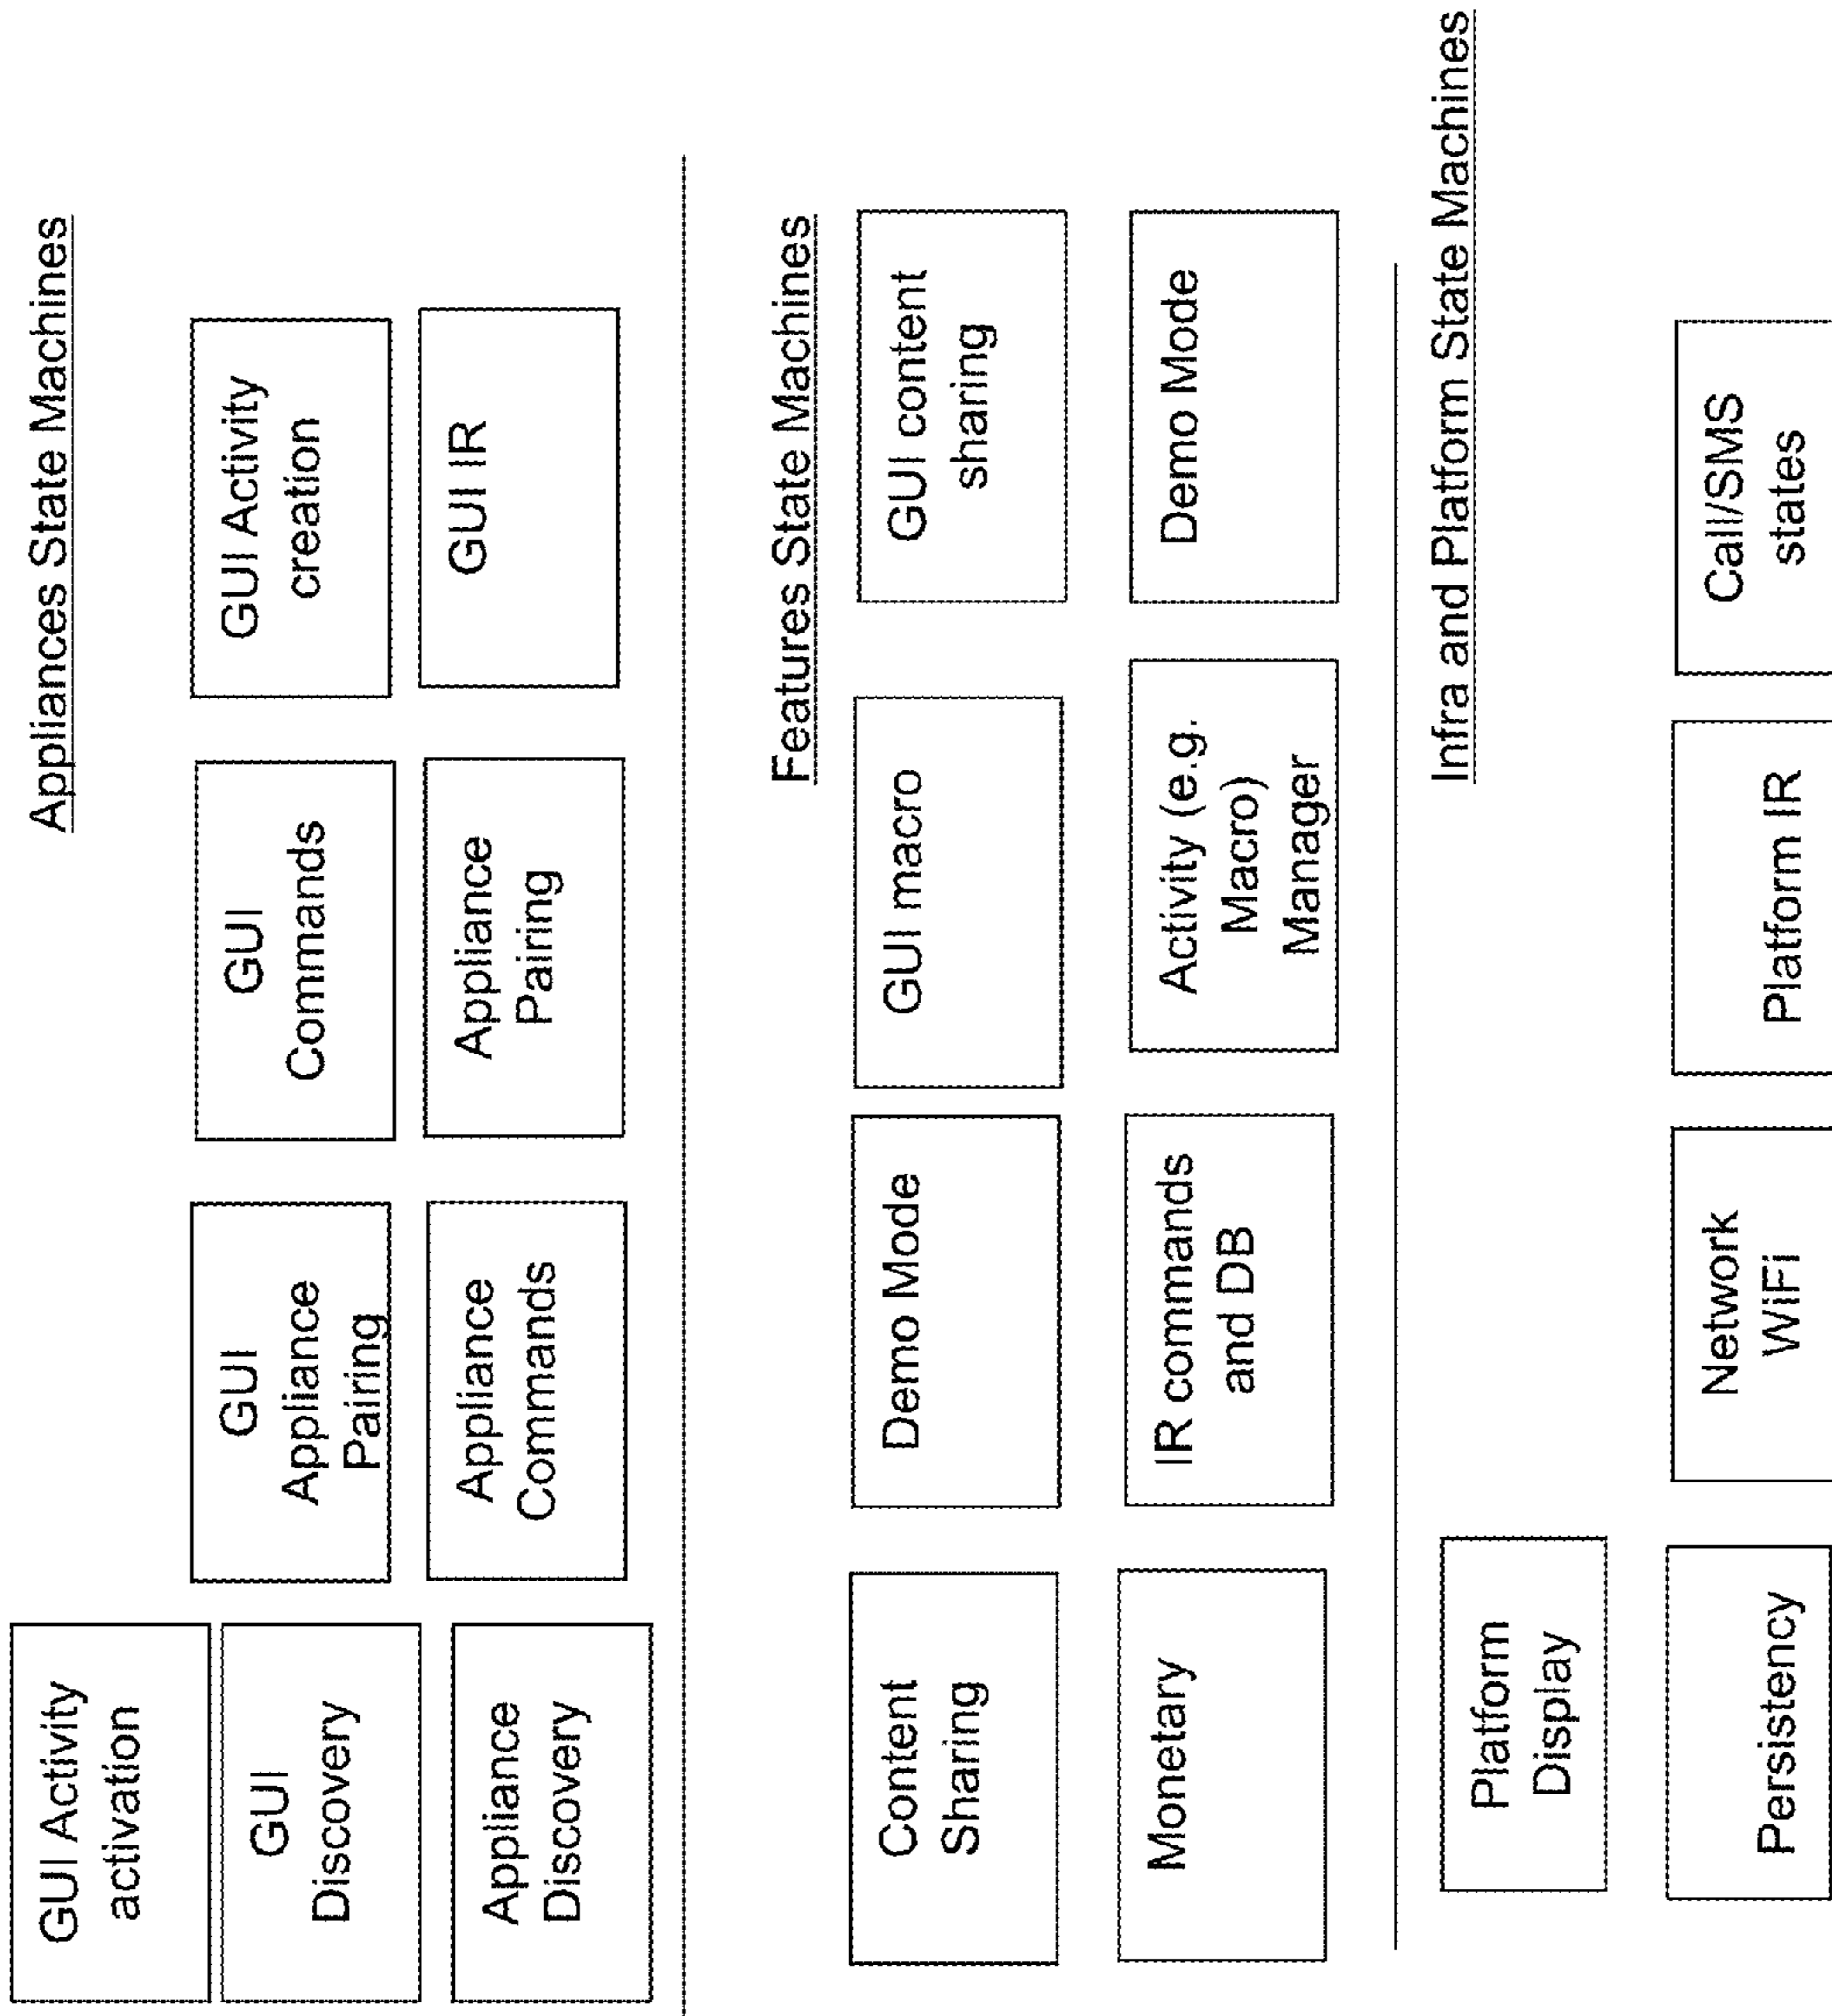 Appliances State Machines
GUI Activity
activation
GUI
Discovery
GUI
Appliance
Pairing
GUI
Commands
GUI Activity
creation
Appliance
Discovery
Appliance
Commands
Appliance
Pairing
GUI IR
Features State Machines
Content
Sharing
Demo Mode
GUI macro
GUI content
sharing
Monetary
IR commands
and DB
Activity (e.g.
Macro)
Manager
Demo Mode
Infra and Platform State Machines
Platform
Display
Persistency
Network
WiFi
Platform IR
Call/SMS
states